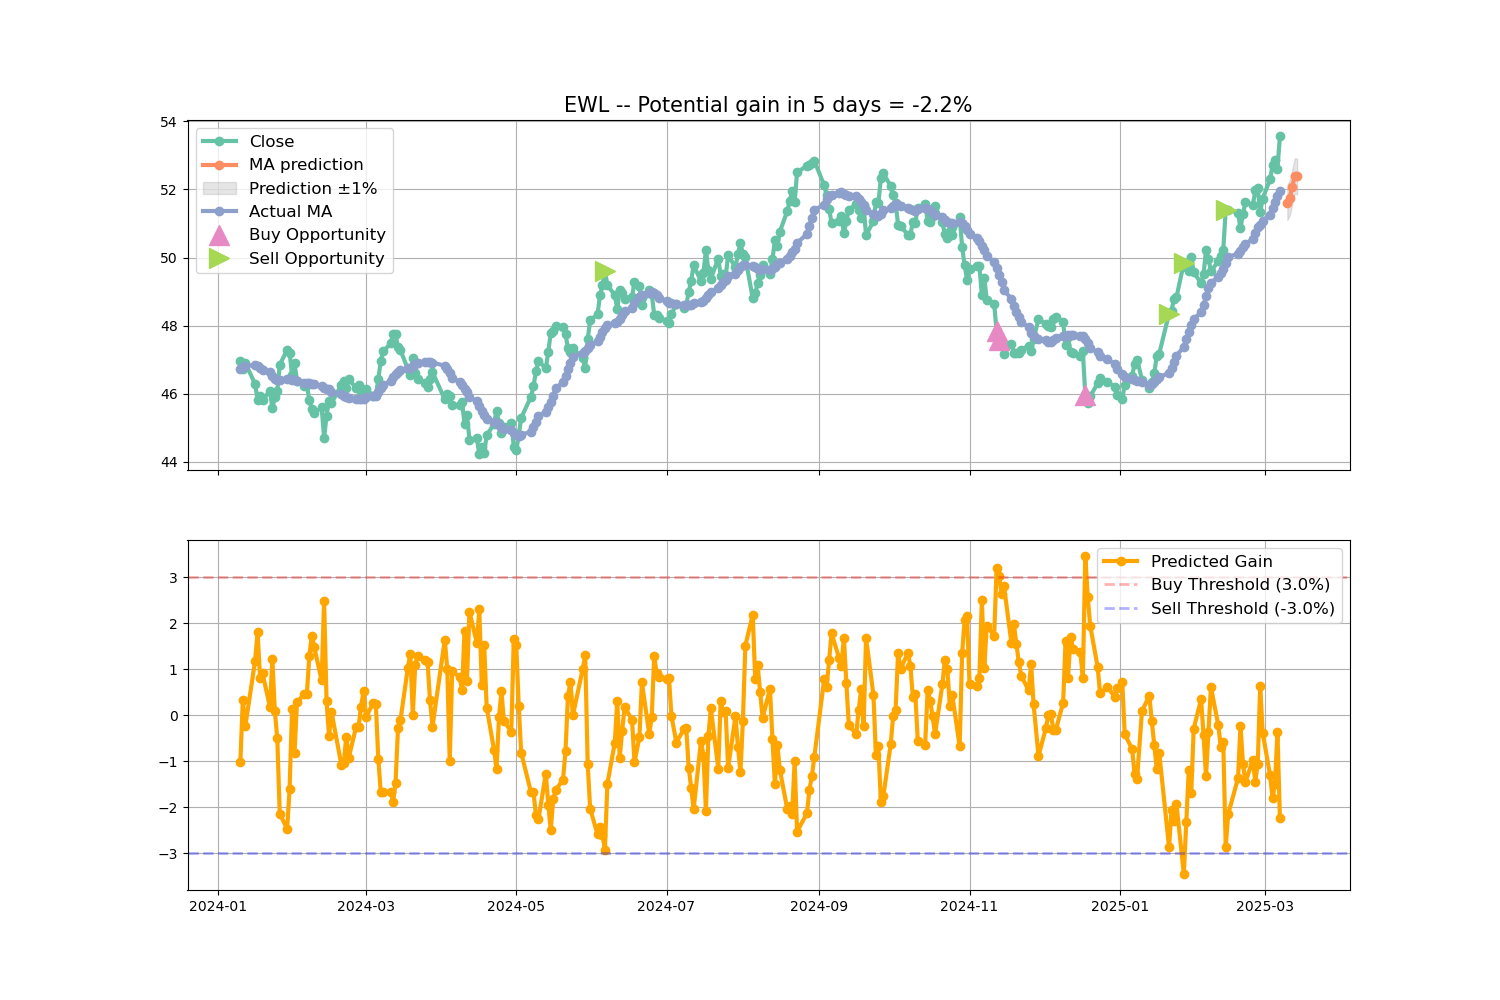 EWL -- Potential gain in 5 days = -2.2%
54
52
50
48
46
44
Close
MA prediction
Prediction ±1%
Actual MA
Buy Opportunity
Sell Opportunity
3
2
1
0
−1
−2
−3
Predicted Gain
Buy Threshold (3.0%)
Sell Threshold (-3.0%)
2024-01
2024-03
2024-05
2024-07
2024-09
2024-11
2025-01
2025-03